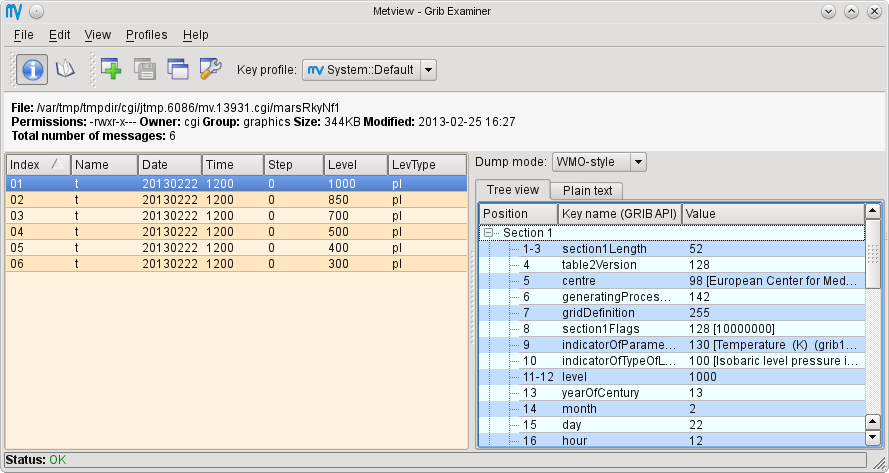 Metview - Grib Examiner
File Edit View Profiles Help
Key profile: System::Default
File: /var/tmp/tmpdir/cgi/jtmp.6086/mv.13931.cgi/marsRkyNf1
Permissions: -rwxr-x--- Owner: cgi Group: graphics Size: 344KB Modified: 2013-02-25 16:27
Total number of messages: 6
Index Name Date Time Step Level LevType
01 t 20130222 1200 0 1000 pl
02 t 20130222 1200 0 850 pl
03 t 20130222 1200 0 700 pl
04 t 20130222 1200 0 500 pl
05 t 20130222 1200 0 400 pl
06 t 20130222 1200 0 300 pl
Dump mode: WMO-style
Tree view Plain text
Position Key name (GRIB API) Value
Section 1
1-3 section1Length 52
4 table2Version 128
5 centre 98 [European Center for Med...
6 generatingProces... 142
7 gridDefinition 255
8 section1Flags 128 [10000000]
9 indicatorOfParame... 130 [Temperature (K) (grib1...
10 indicatorOfTypeOfL... 100 [Isobaric level pressure i...
11-12 level 1000
13 yearOfCentury 13
14 month 2
15 day 22
16 hour 12
Status: OK